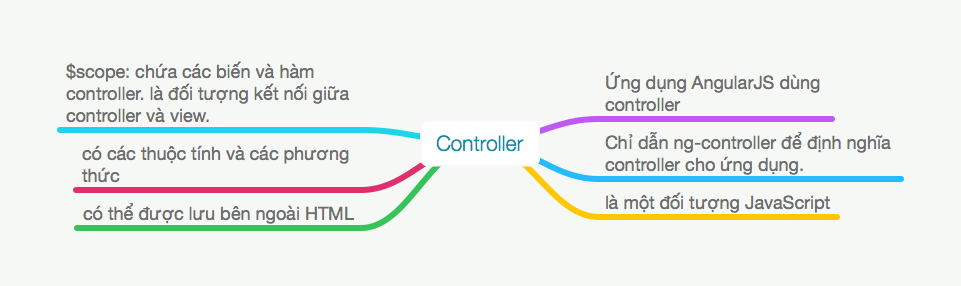 $scope: chứa các biến và hàm
controller. là đối tượng kết nối giữa
controller và view.
có các thuộc tính và các phương
thức
có thể được lưu bên ngoài HTML
Controller
Ứng dụng AngularJS dùng
controller
Chỉ dẫn ng-controller để định nghĩa
controller cho ứng dụng.
là một đối tượng JavaScript